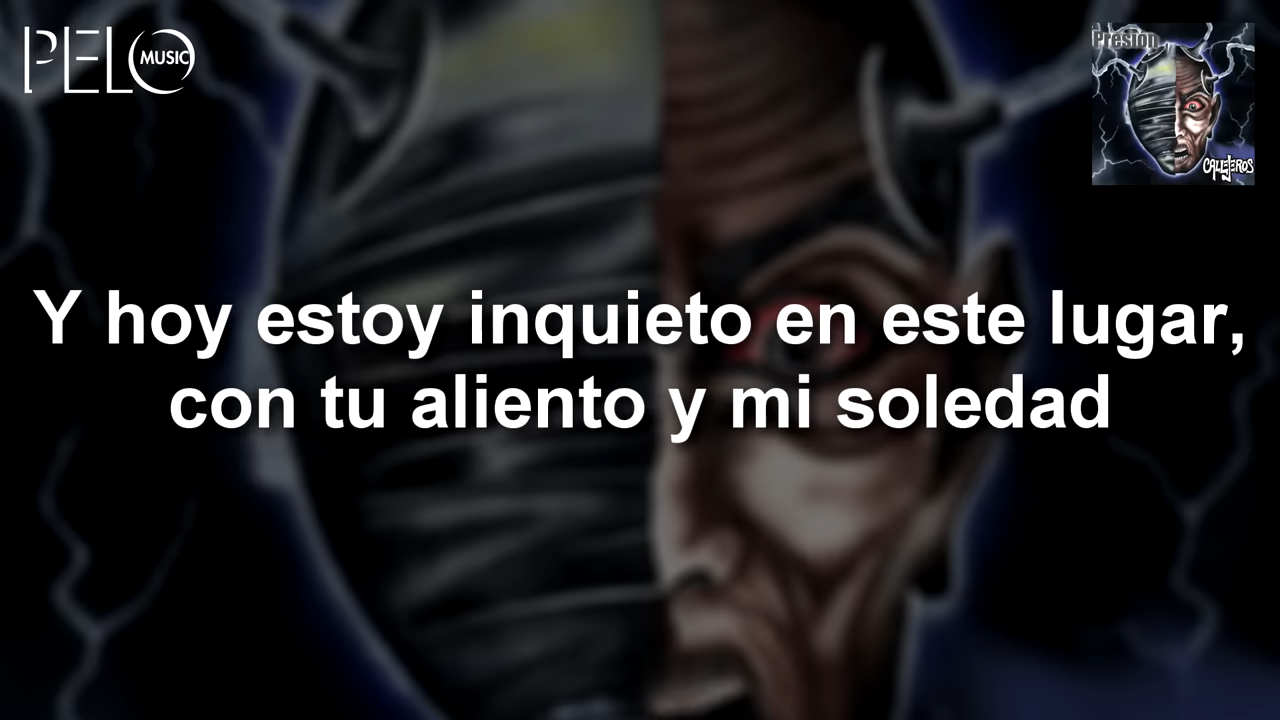 PELO MUSIC
Presion
CALLEJEROS
Y hoy estoy inquieto en este lugar,
con tu aliento y mi soledad